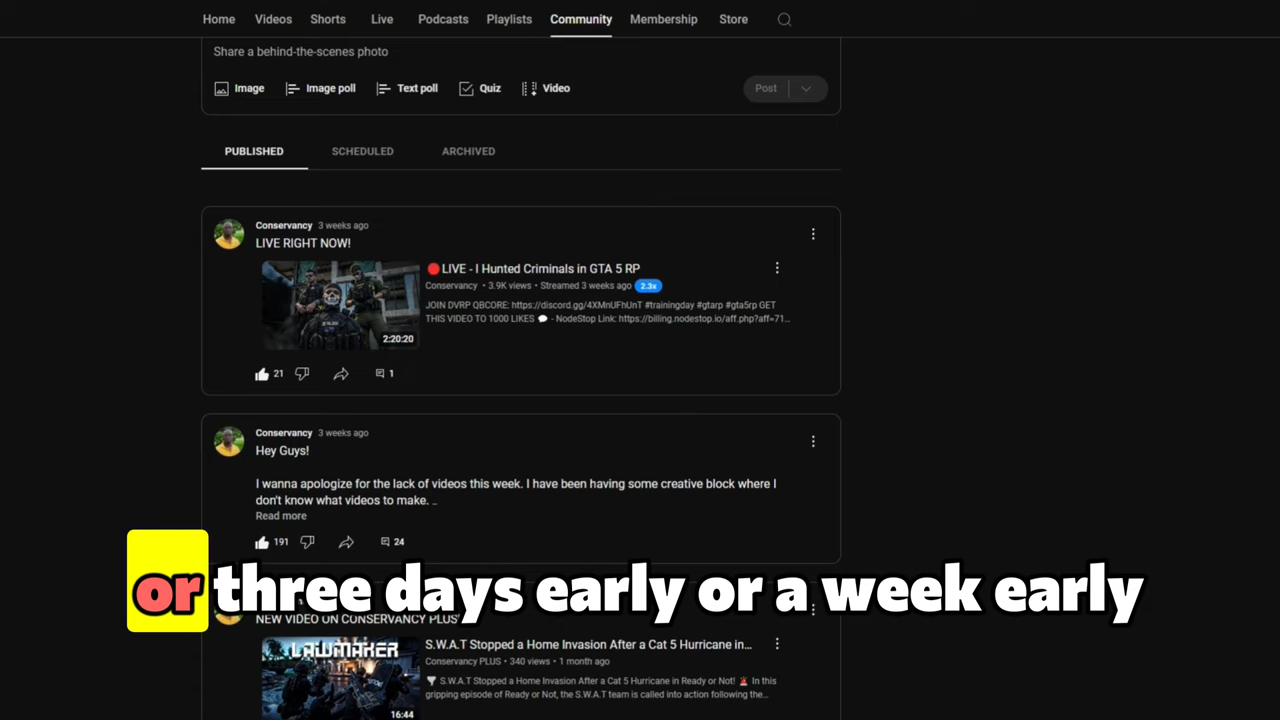 Home Videos Shorts Live Podcasts Playlists Community Membership Store
Share a behind-the-scenes photo
Image Image poll Text poll Quiz Video Post
PUBLISHED SCHEDULED ARCHIVED
Conservancy 3 weeks ago
LIVE RIGHT NOW!
LIVE - I Hunted Criminals in GTA 5 RP
Conservancy • 3.9K views • Streamed 3 weeks ago 2.3x
JOIN DVRP QBCORE: https://discord.gg/4XMnUFhUnT #trainingday #gtarp #gta5rp GET
THIS VIDEO TO 1000 LIKES 💬 - NodeStop Link: https://billing.nodestop.io/aff.php?aff=71...
2:20:20
21 1
Conservancy 3 weeks ago
Hey Guys!
I wanna apologize for the lack of videos this week. I have been having some creative block where I
don't know what videos to make. ...
Read more
191 24
or three days early or a week early
NEW VIDEO ON CONSERVANCY PLUS!
LAWMAKER
S.W.A.T Stopped a Home Invasion After a Cat 5 Hurricane in...
Conservancy PLUS • 340 views • 1 month ago
S.W.A.T Stopped a Home Invasion After a Cat 5 Hurricane in Ready or Not! 🚨 In this
gripping episode of Ready or Not, the S.W.A.T team is called into action following the...
16:44